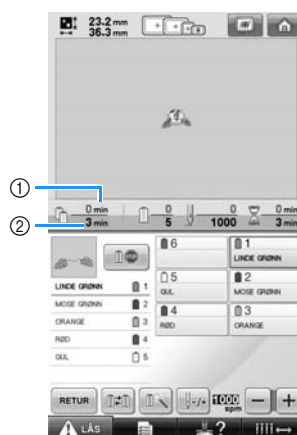 23.2 mm
36.3 mm
① 0 min 0 0 0 min
② 3 min 5 1000 3 min
6 1
LINDE GRØNN
5 2
GUL MOSE GRØNN
4 3
RØD ORANGE
LINDE GRØNN 1
MOSE GRØNN 2
ORANGE 3
RØD 4
GUL 5
RETUR -/+ 1000 spm - +
LÅS ?